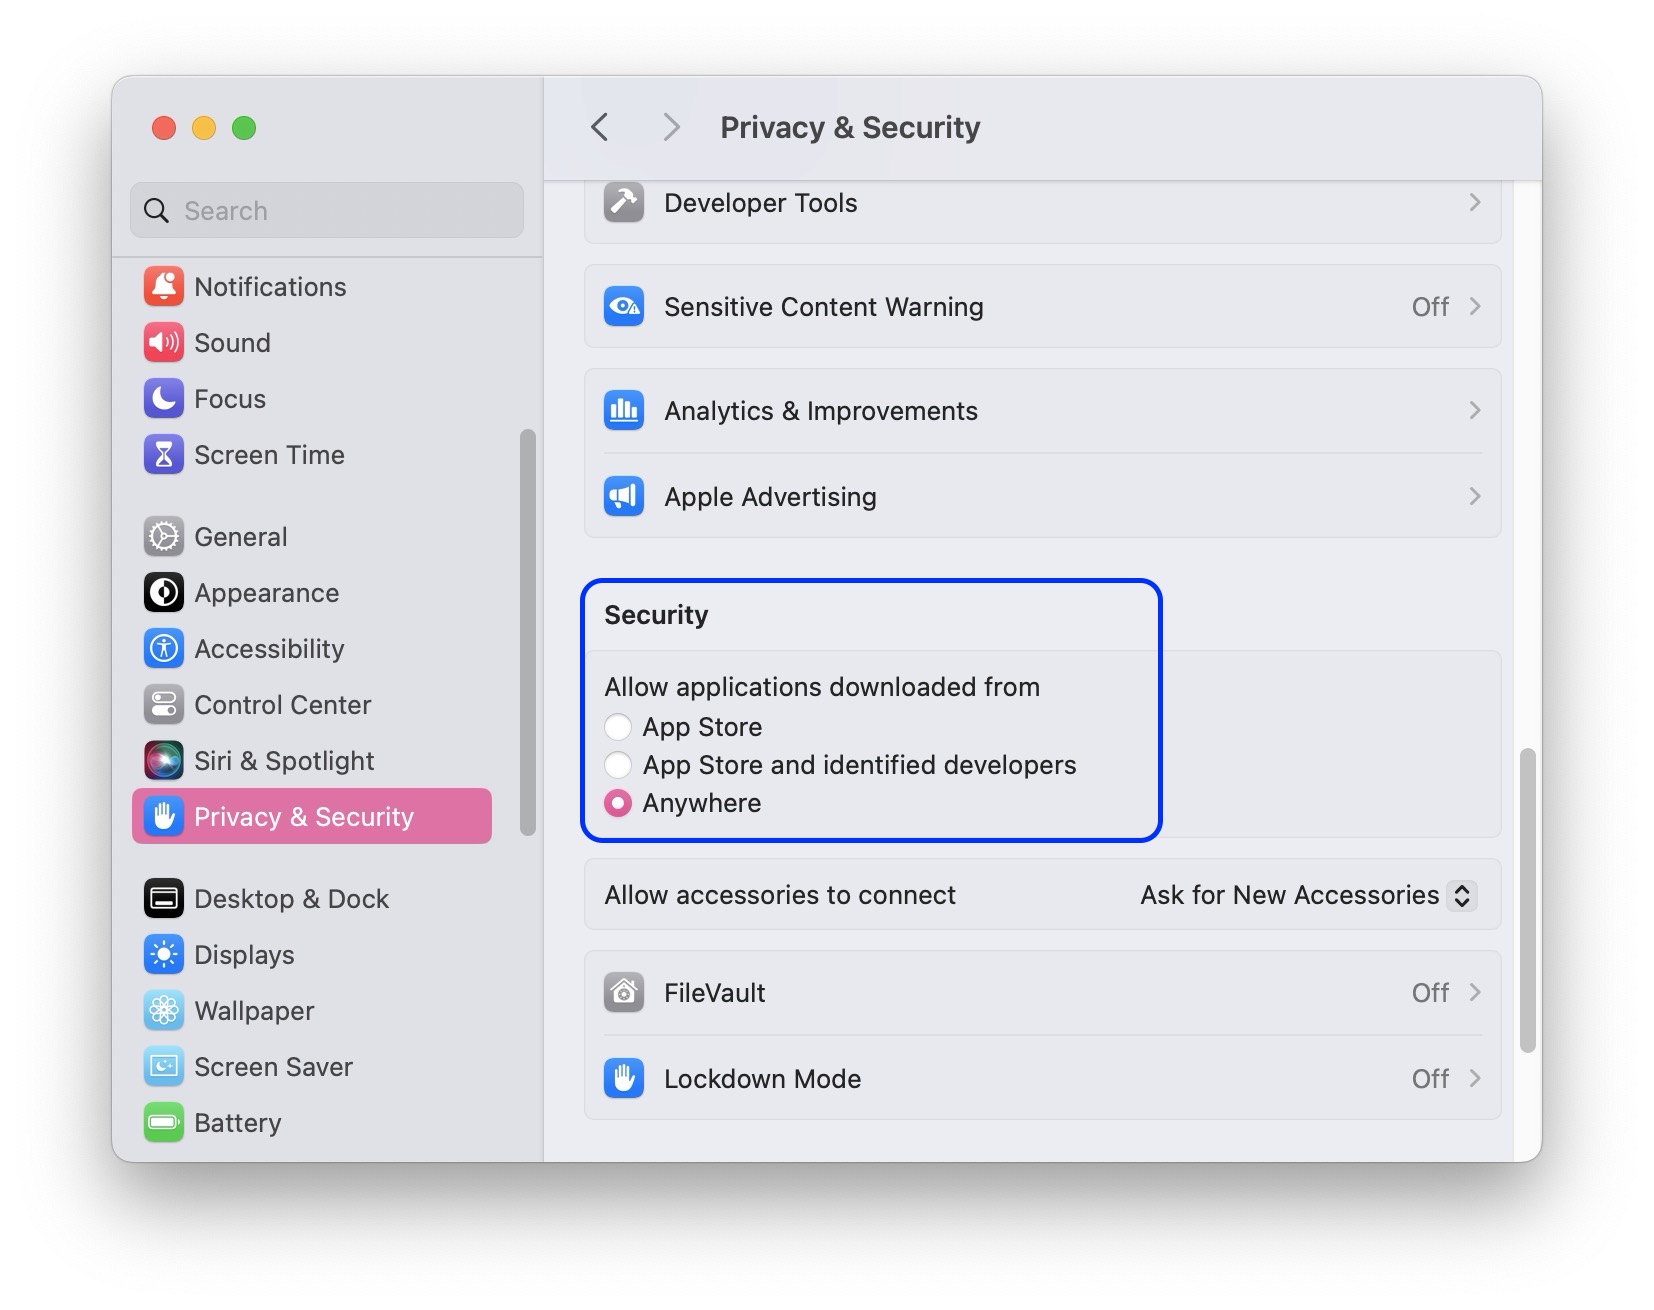 Search
Notifications
Sound
Focus
Screen Time
General
Appearance
Accessibility
Control Center
Siri & Spotlight
Privacy & Security
Desktop & Dock
Displays
Wallpaper
Screen Saver
Battery
Privacy & Security
Developer Tools
Sensitive Content Warning Off
Analytics & Improvements
Apple Advertising
Security
Allow applications downloaded from
App Store
App Store and identified developers
Anywhere
Allow accessories to connect Ask for New Accessories
FileVault Off
Lockdown Mode Off